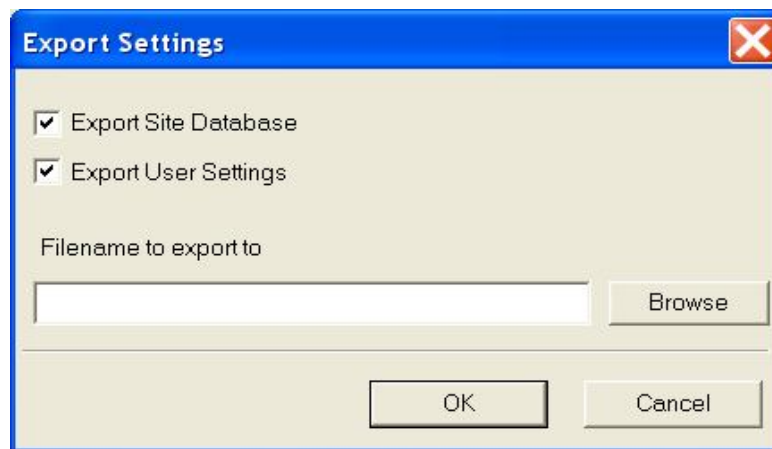 Export Settings
Export Site Database
Export User Settings
Filename to export to
Browse
OK Cancel